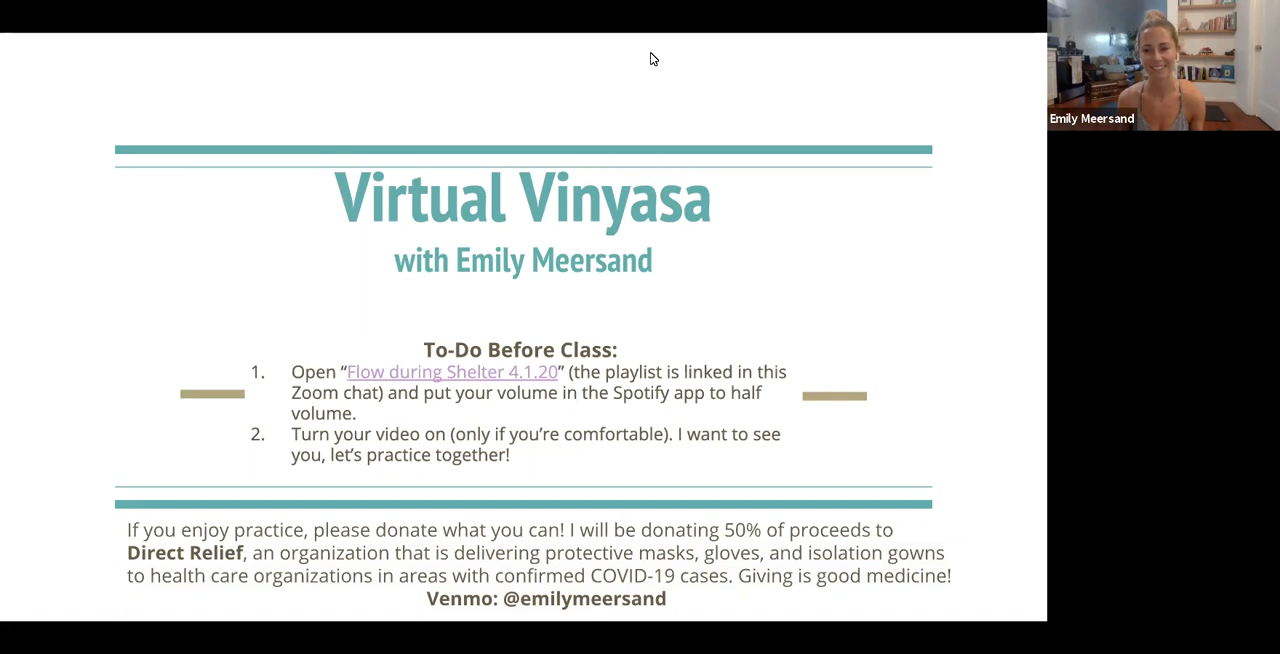 Emily Meersand
Virtual Vinyasa
with Emily Meersand
To-Do Before Class:
1. Open “Flow during Shelter 4.1.20” (the playlist is linked in this
Zoom chat) and put your volume in the Spotify app to half
volume.
2. Turn your video on (only if you’re comfortable). I want to see
you, let’s practice together!
If you enjoy practice, please donate what you can! I will be donating 50% of proceeds to
Direct Relief, an organization that is delivering protective masks, gloves, and isolation gowns
to health care organizations in areas with confirmed COVID-19 cases. Giving is good medicine!
Venmo: @emilymeersand